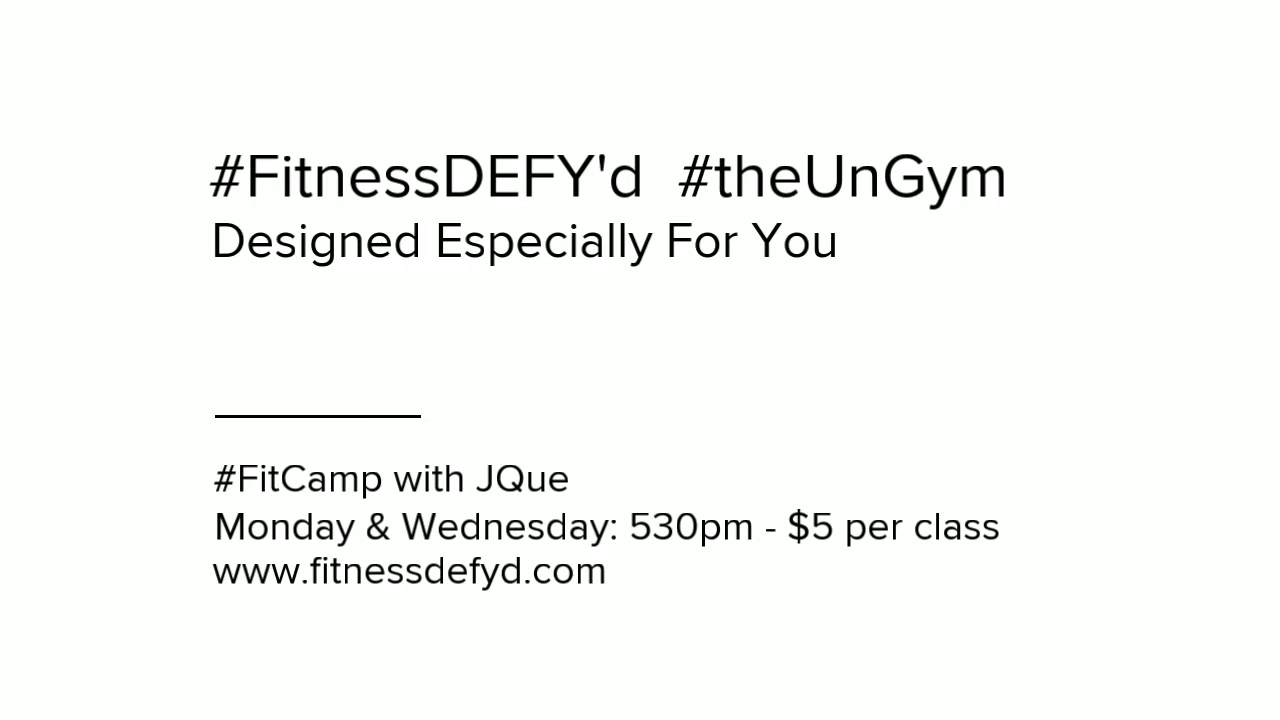 #FitnessDEFY'd  #theUnGym
Designed Especially For You
#FitCamp with JQue
Monday & Wednesday: 530pm - $5 per class
www.fitnessdefyd.com